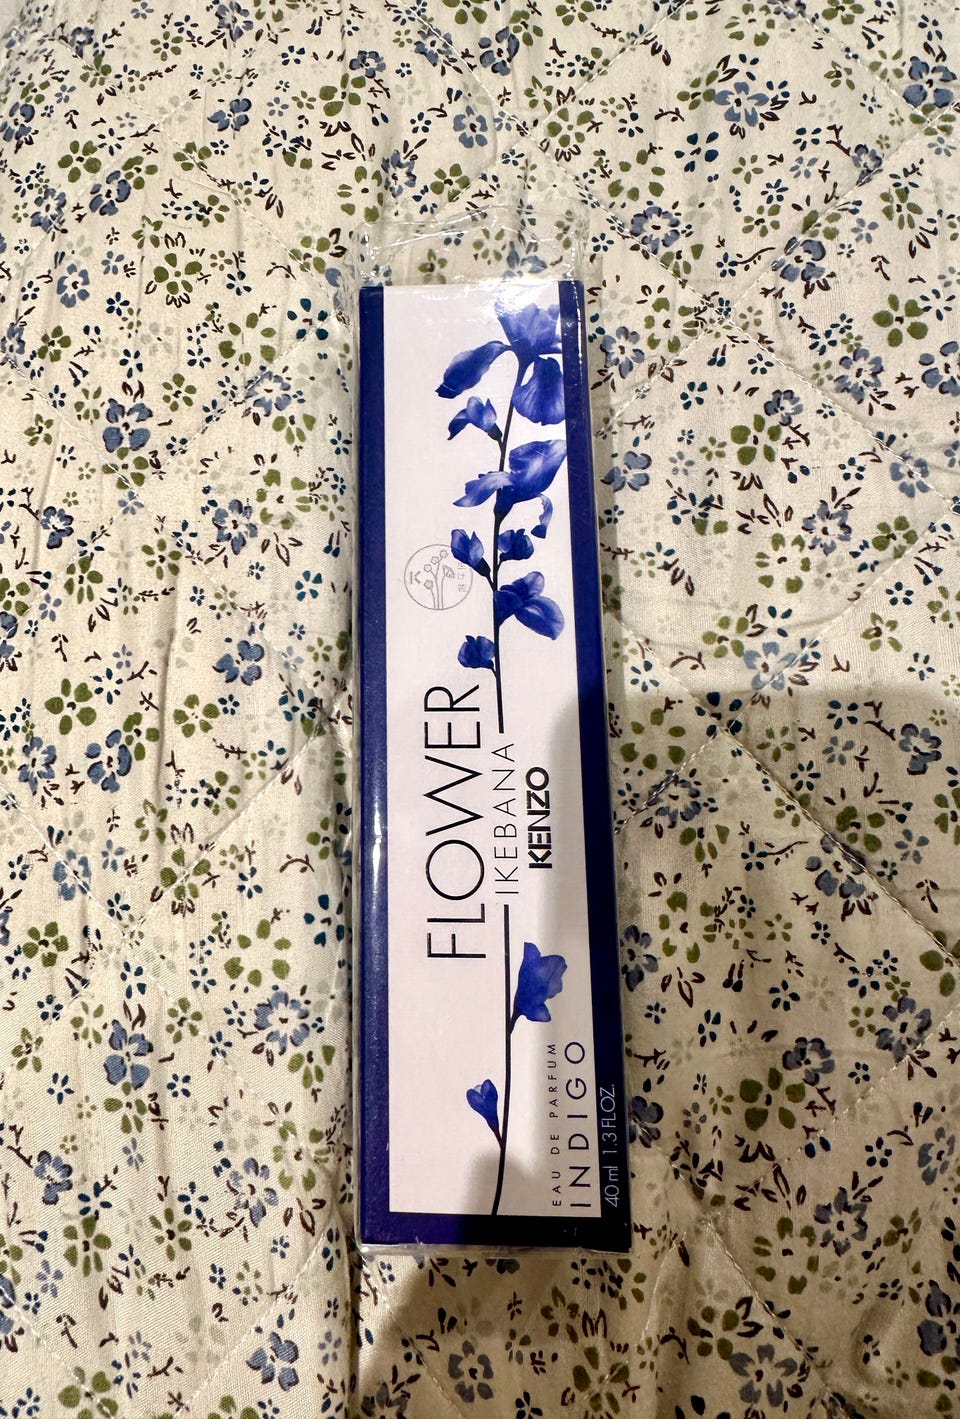 FLOWER
IKEBANA
KENZO
EAU DE PARFUM
INDIGO
40 ml 1.3 FL.OZ.